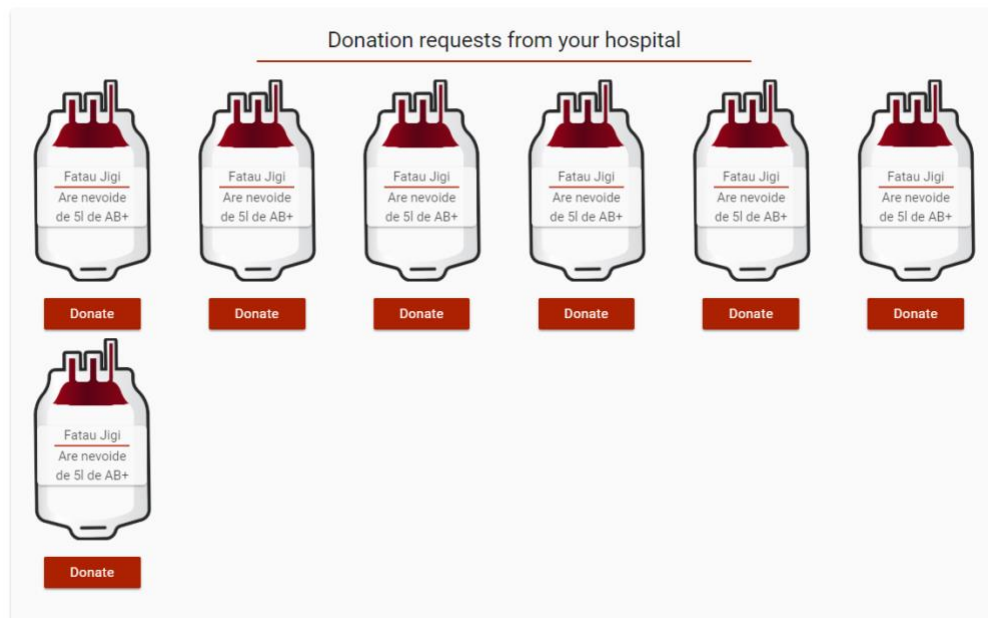 Donation requests from your hospital
Fatau Jigi
Are nevoide
de 5l de AB+
Donate
Fatau Jigi
Are nevoide
de 5l de AB+
Donate
Fatau Jigi
Are nevoide
de 5l de AB+
Donate
Fatau Jigi
Are nevoide
de 5l de AB+
Donate
Fatau Jigi
Are nevoide
de 5l de AB+
Donate
Fatau Jigi
Are nevoide
de 5l de AB+
Donate
Fatau Jigi
Are nevoide
de 5l de AB+
Donate